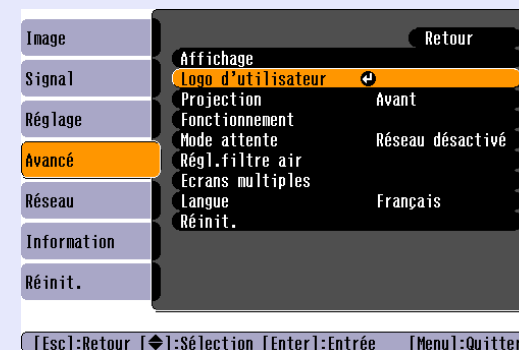 Image
Signal
Réglage
Avancé
Réseau
Information
Réinit.
Retour
Affichage
Logo d'utilisateur
Projection Avant
Fonctionnement
Mode attente Réseau désactivé
Régl.filtre air
Ecrans multiples
Langue Français
Réinit.
[Esc]:Retour [◆]:Sélection [Enter]:Entrée [Menu]:Quitter